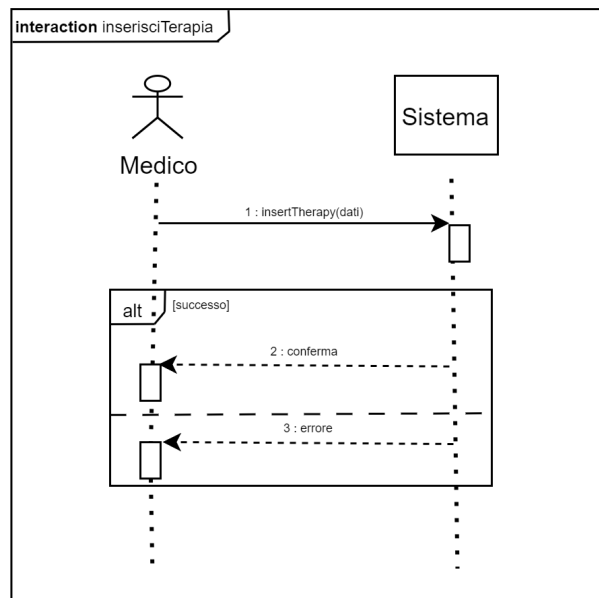 interaction inserisciTerapia
Medico
Sistema
1 : insertTherapy(dati)
alt
[successo]
2 : conferma
3 : errore